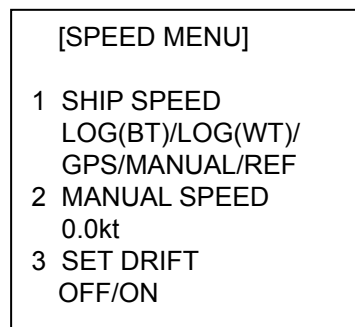 [SPEED MENU]
1 SHIP SPEED
LOG(BT)/LOG(WT)/
GPS/MANUAL/REF
2 MANUAL SPEED
0.0kt
3 SET DRIFT
OFF/ON